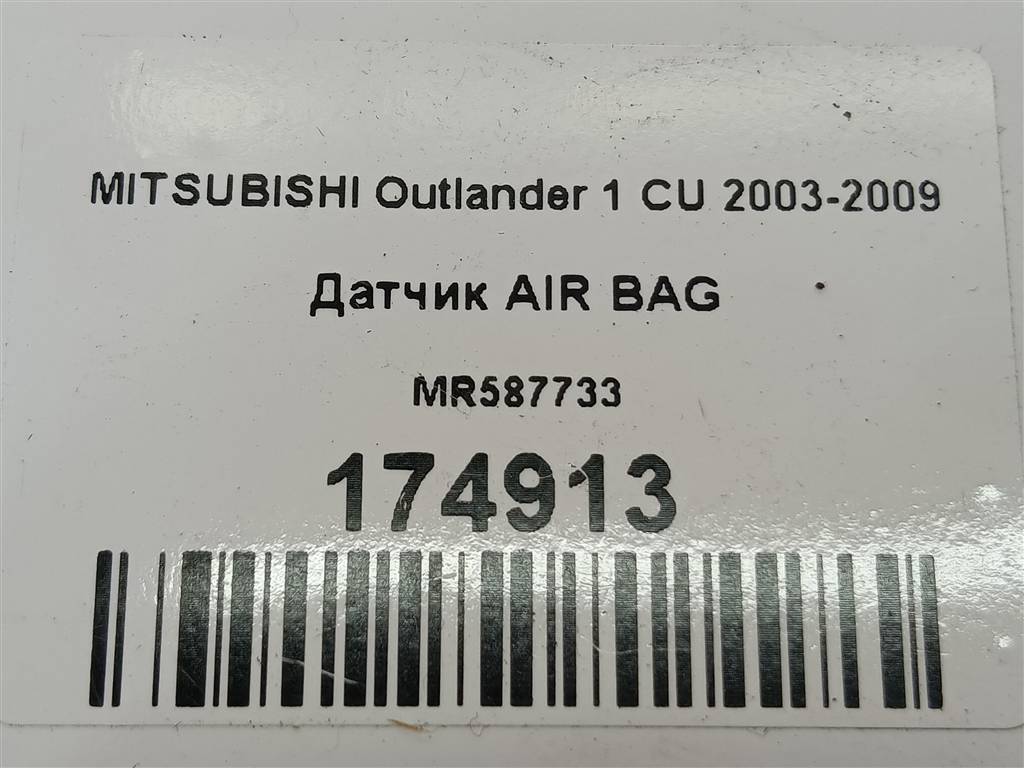 MITSUBISHI Outlander 1 CU 2003-2009
Датчик AIR BAG
MR587733
174913